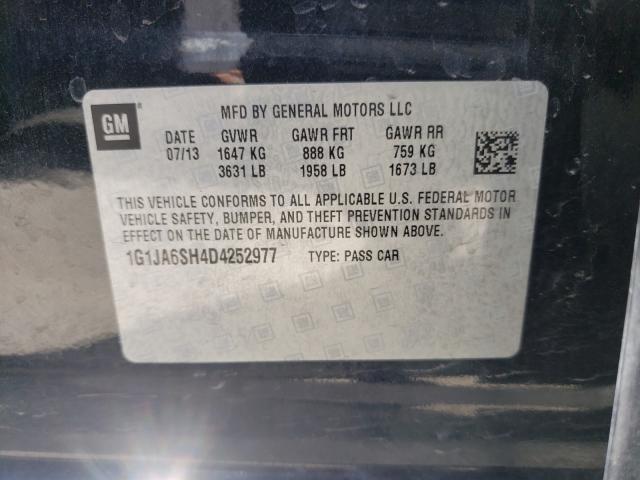 GM
MFD BY GENERAL MOTORS LLC
DATE GVWR GAWR FRT GAWR RR
07/13 1647 KG 888 KG 759 KG
3631 LB 1958 LB 1673 LB
THIS VEHICLE CONFORMS TO ALL APPLICABLE U.S. FEDERAL MOTOR
VEHICLE SAFETY, BUMPER, AND THEFT PREVENTION STANDARDS IN
EFFECT ON THE DATE OF MANUFACTURE SHOWN ABOVE.
1G1JA6SH4D4252977 TYPE: PASS CAR